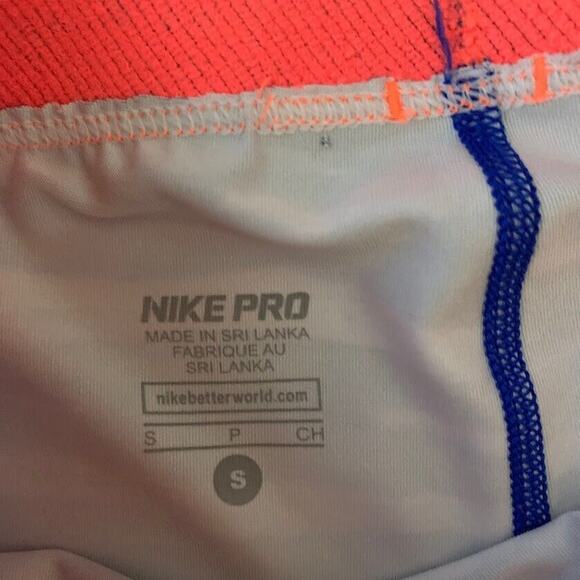 NIKE PRO
MADE IN SRI LANKA
FABRIQUE AU
SRI LANKA
nikebetterworld.com
S P CH
S